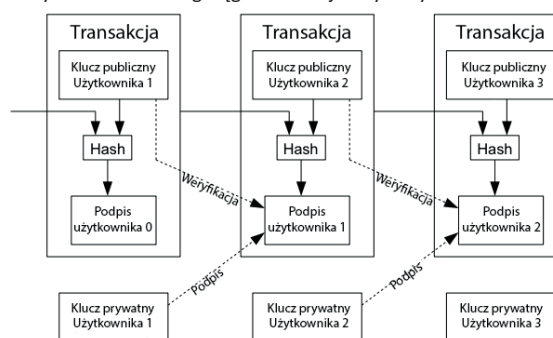 Transakcja
Klucz publiczny
Użytkownika 1
Hash
Podpis
użytkownika 0
Transakcja
Klucz publiczny
Użytkownika 2
Hash
Weryfikacja
Podpis
użytkownika 1
Transakcja
Klucz publiczny
Użytkownika 3
Hash
Weryfikacja
Podpis
użytkownika 2
Podpis
Podpis
Klucz prywatny
Użytkownika 1
Klucz prywatny
Użytkownika 2
Klucz prywatny
Użytkownika 3